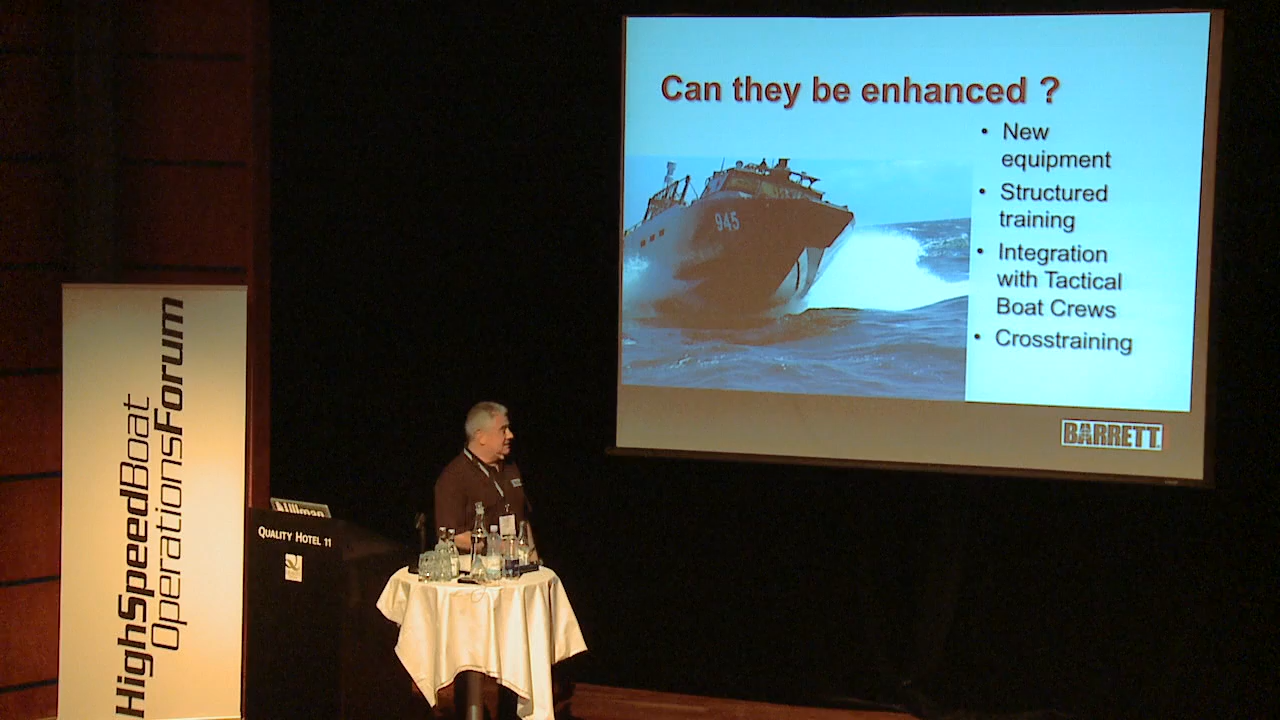 Can they be enhanced ?
• New
equipment
• Structured
training
• Integration
with Tactical
Boat Crews
• Crosstraining
945
BARRETT
HighSpeedBoat
OperationsForum
Ullman
QUALITY HOTEL 11